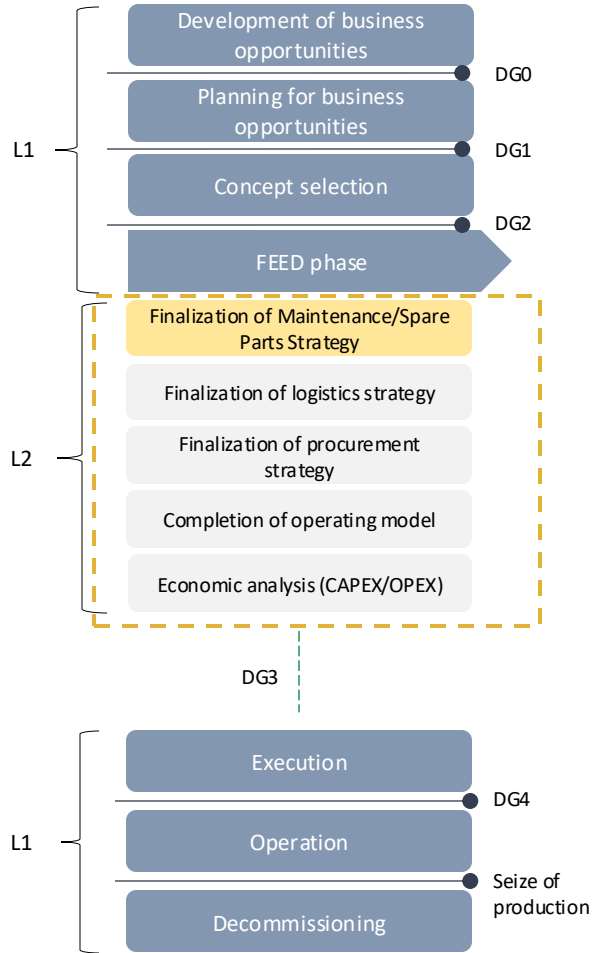 Development of business
opportunities
DG0
Planning for business
opportunities
L1
DG1
Concept selection
DG2
FEED phase
Finalization of Maintenance/Spare
Parts Strategy
Finalization of logistics strategy
L2
Finalization of procurement
strategy
Completion of operating model
Economic analysis (CAPEX/OPEX)
DG3
Execution
DG4
L1
Operation
Seize of
production
Decommissioning